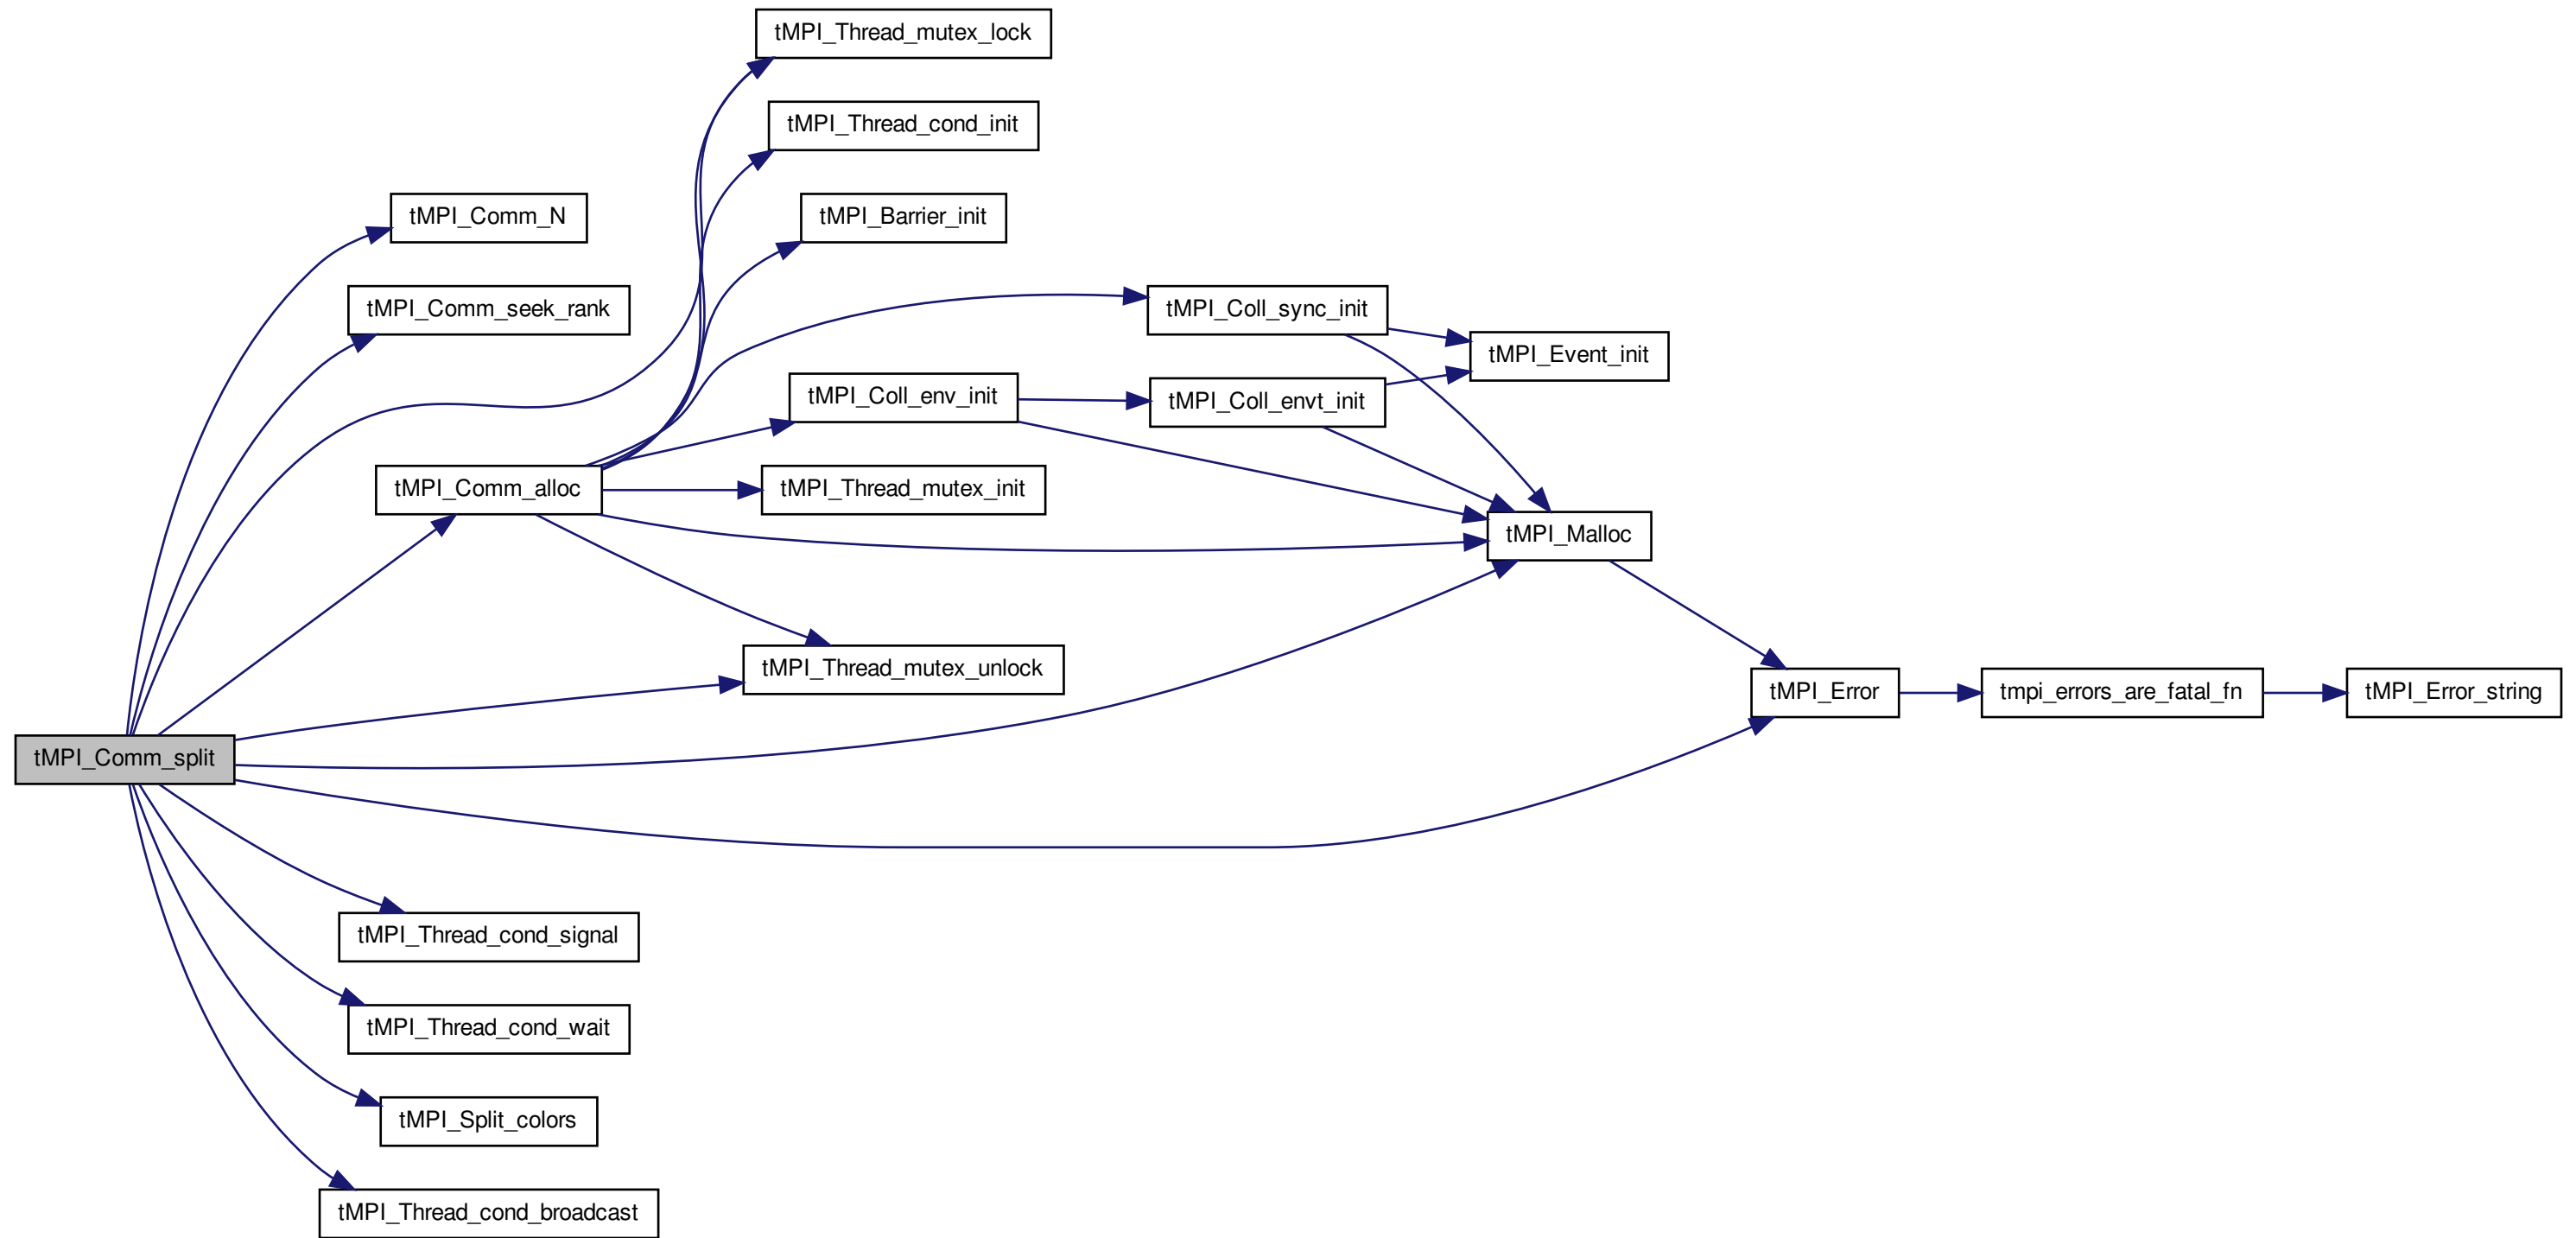 tMPI_Thread_mutex_lock
tMPI_Thread_cond_init
tMPI_Comm_N
tMPI_Barrier_init
tMPI_Comm_seek_rank
tMPI_Coll_sync_init
tMPI_Event_init
tMPI_Coll_env_init
tMPI_Coll_envt_init
tMPI_Comm_alloc
tMPI_Thread_mutex_init
tMPI_Malloc
tMPI_Thread_mutex_unlock
tMPI_Error
tmpi_errors_are_fatal_fn
tMPI_Error_string
tMPI_Comm_split
tMPI_Thread_cond_signal
tMPI_Thread_cond_wait
tMPI_Split_colors
tMPI_Thread_cond_broadcast